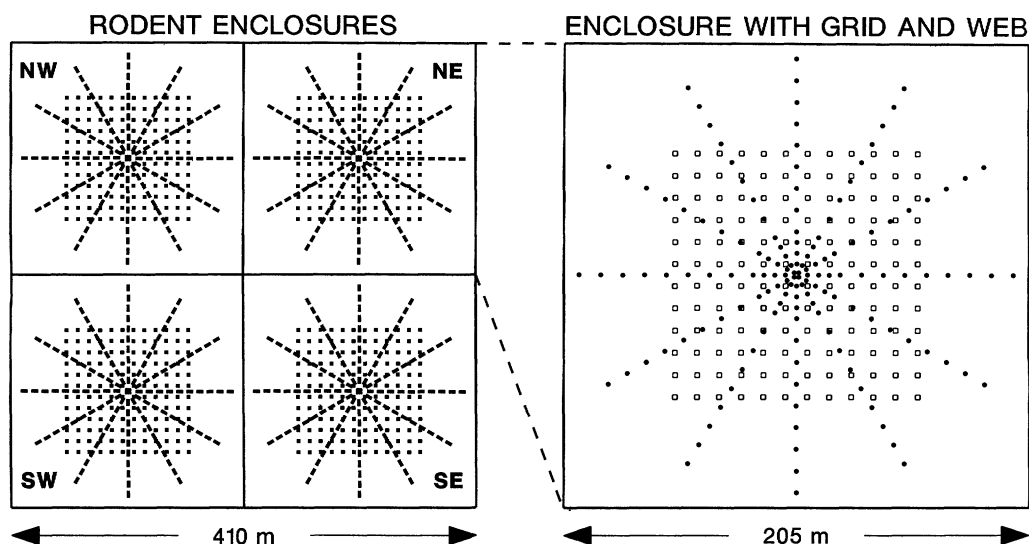 RODENT ENCLOSURES
ENCLOSURE WITH GRID AND WEB
NW
NE
SW
SE
410 m
205 m